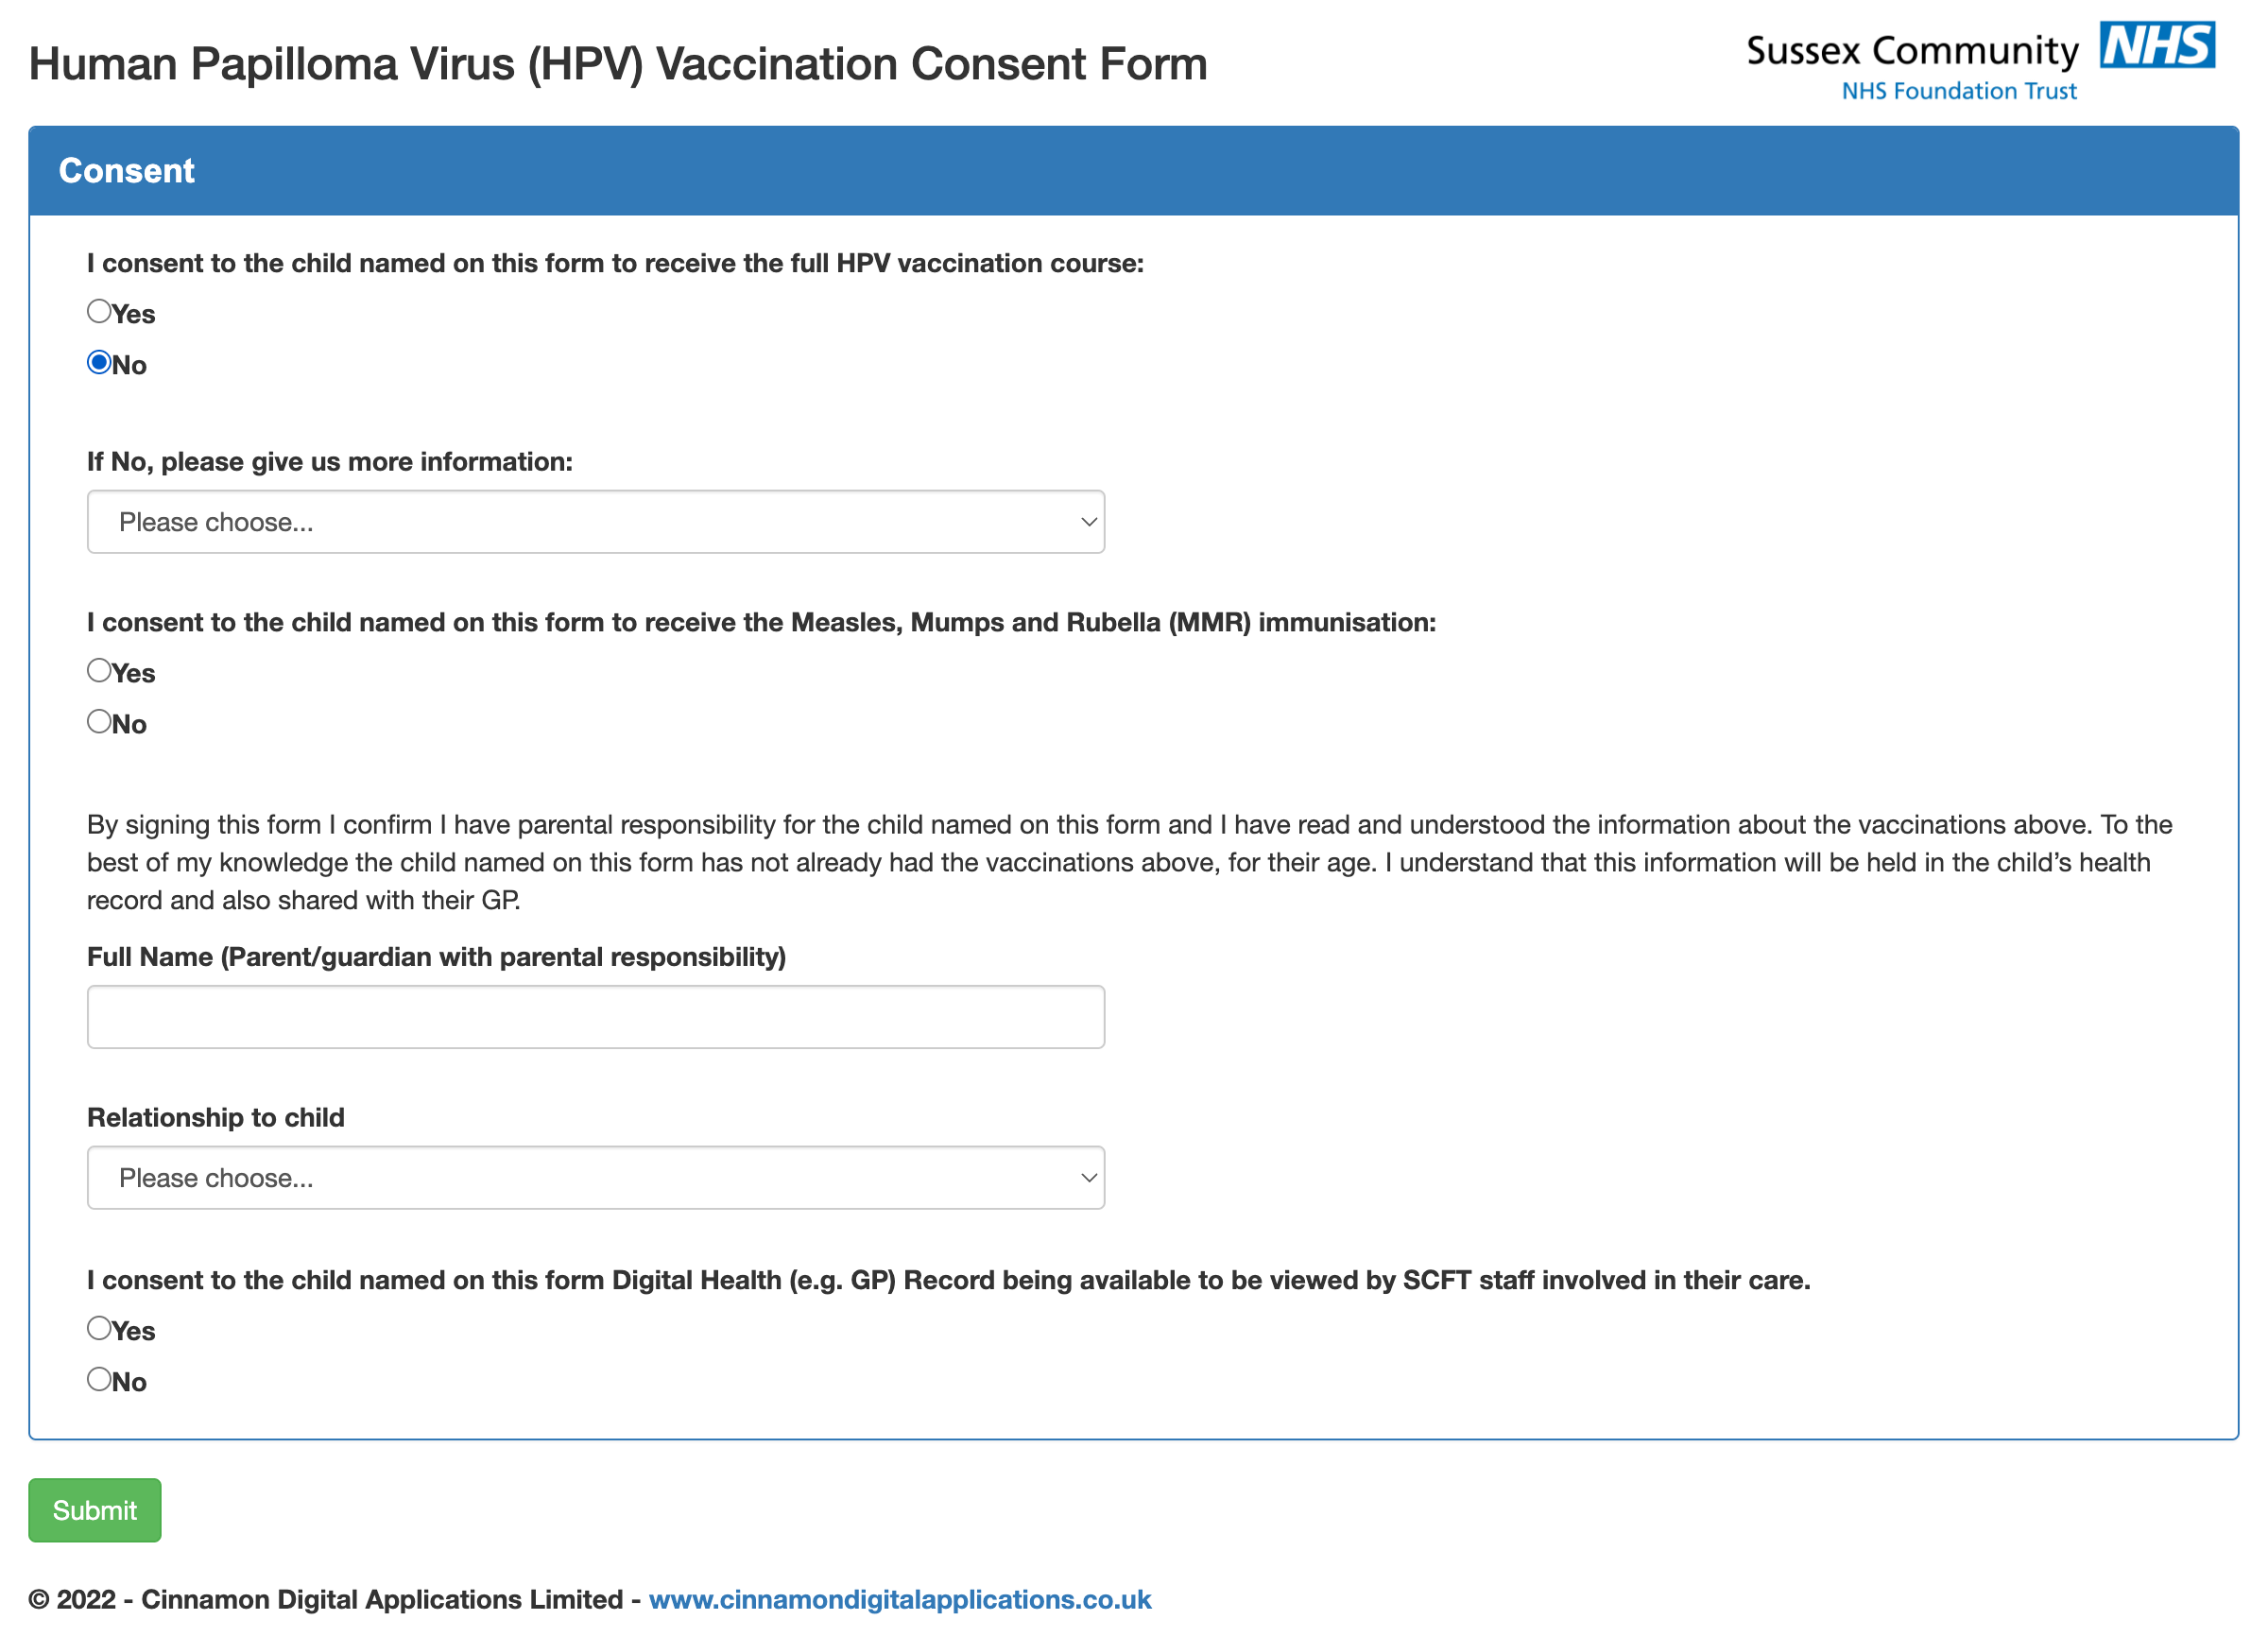 Human Papilloma Virus (HPV) Vaccination Consent Form
Sussex Community NHS
NHS Foundation Trust
Consent
I consent to the child named on this form to receive the full HPV vaccination course:
Yes
No
If No, please give us more information:
Please choose...
I consent to the child named on this form to receive the Measles, Mumps and Rubella (MMR) immunisation:
Yes
No
By signing this form I confirm I have parental responsibility for the child named on this form and I have read and understood the information about the vaccinations above. To the
best of my knowledge the child named on this form has not already had the vaccinations above, for their age. I understand that this information will be held in the child’s health
record and also shared with their GP.
Full Name (Parent/guardian with parental responsibility)
Relationship to child
Please choose...
I consent to the child named on this form Digital Health (e.g. GP) Record being available to be viewed by SCFT staff involved in their care.
Yes
No
Submit
© 2022 - Cinnamon Digital Applications Limited - www.cinnamondigitalapplications.co.uk